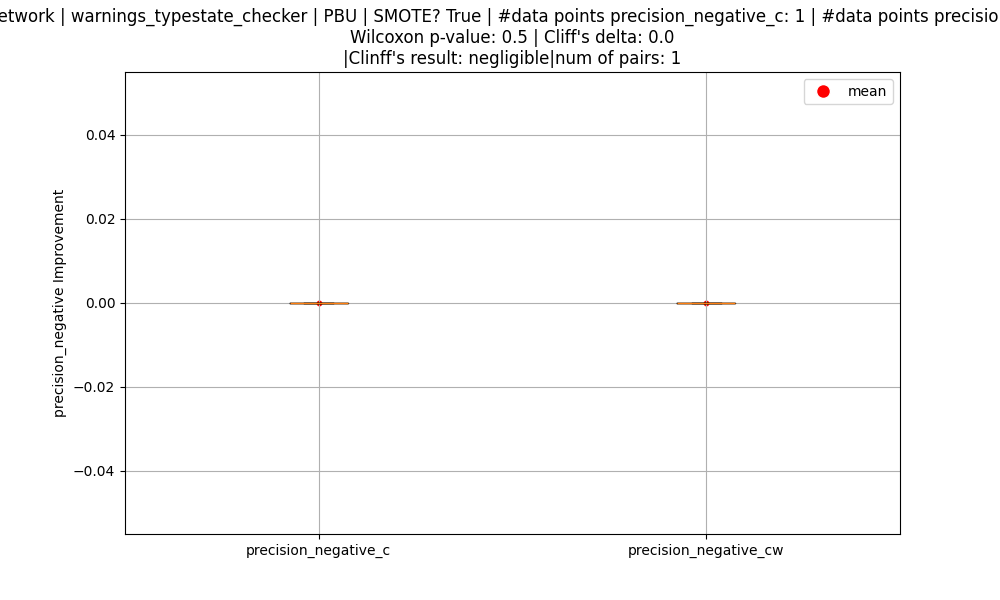 etwork | warnings_typestate_checker | PBU | SMOTE? True | #data points precision_negative_c: 1 | #data points precisio
Wilcoxon p-value: 0.5 | Cliff's delta: 0.0
|Clinff's result: negligible|num of pairs: 1
mean
0.04
0.02
0.00
−0.02
−0.04
precision_negative Improvement
precision_negative_c
precision_negative_cw